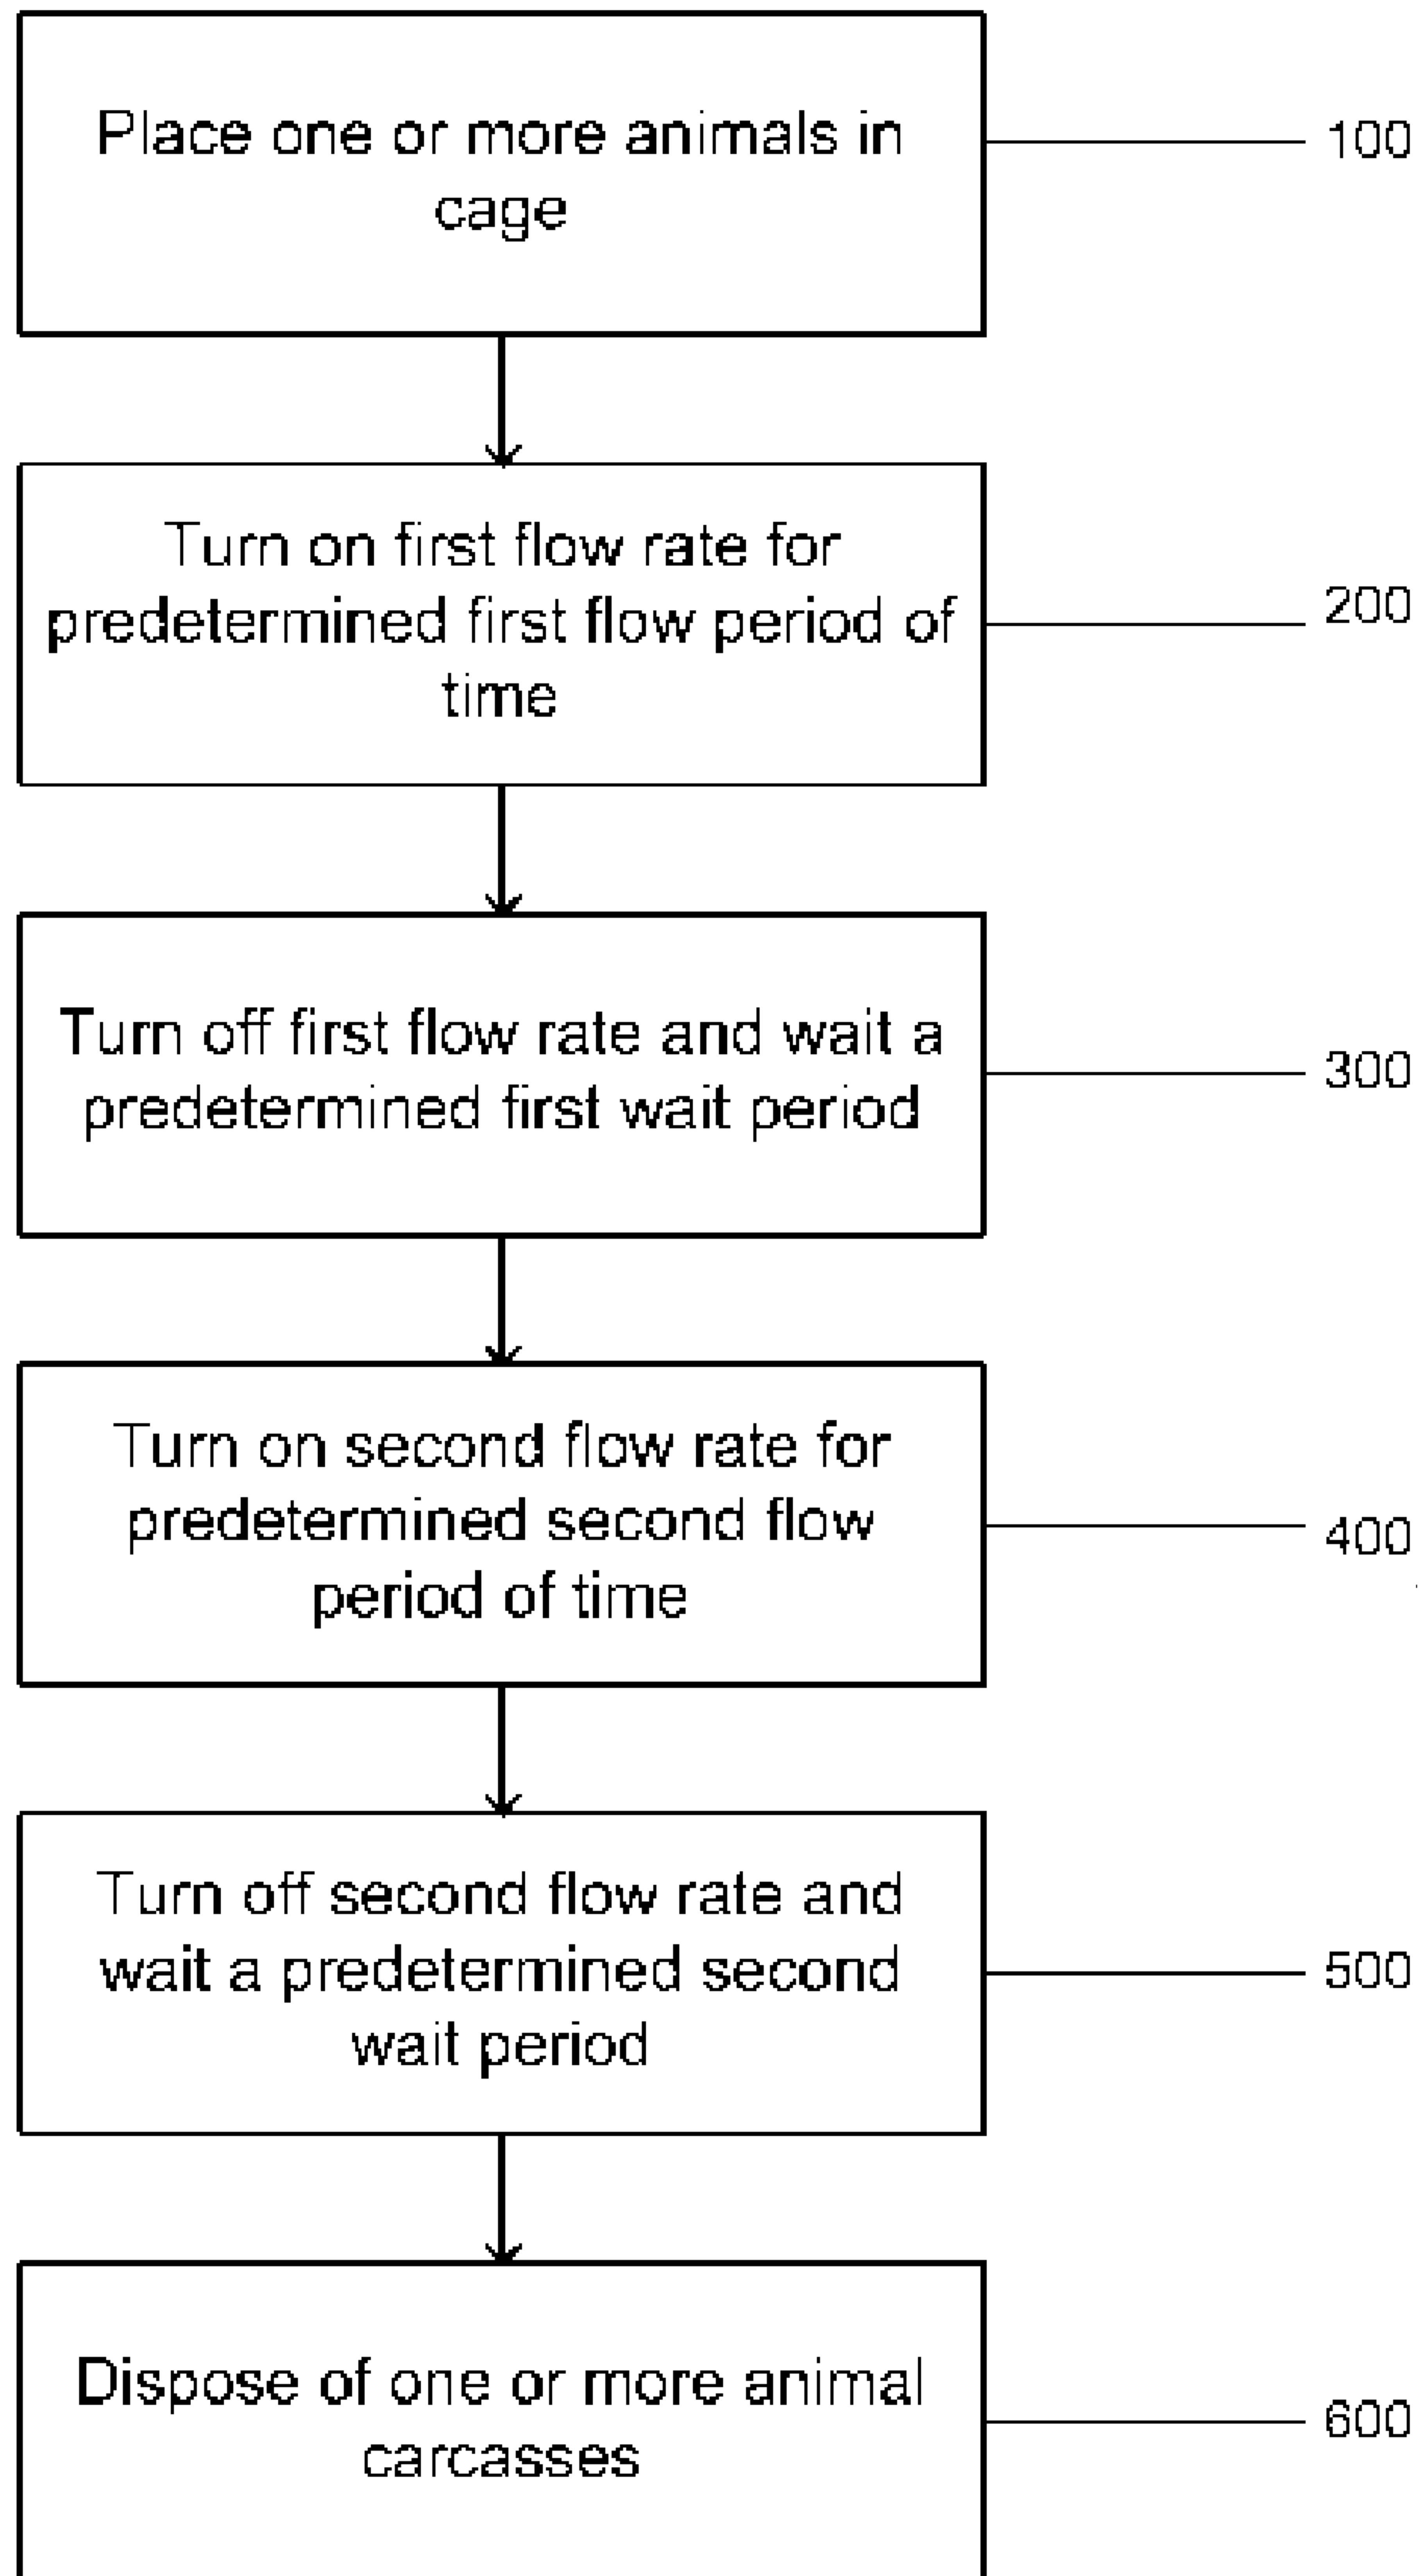 Place one or more animals in
cage
100
Turn on first flow rate for
predetermined first flow period of
time
200
Turn off first flow rate and wait a
predetermined first wait period
300
Turn on second flow rate for
predetermined second flow
period of time
400
Turn off second flow rate and
wait a predetermined second
wait period
500
Dispose of one or more animal
carcasses
600